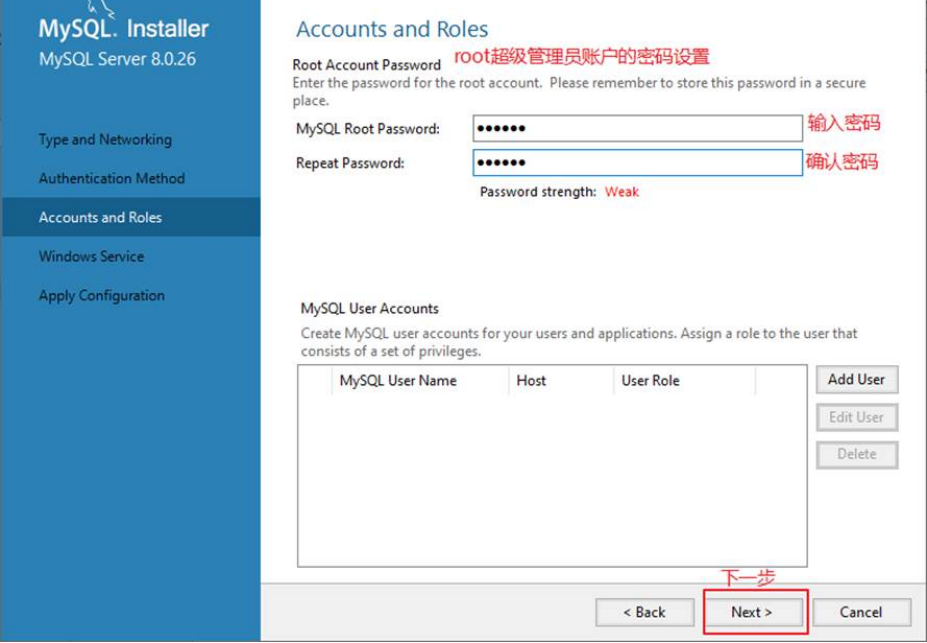 MySQL. Installer
MySQL Server 8.0.26
Type and Networking
Authentication Method
Accounts and Roles
Windows Service
Apply Configuration
Accounts and Roles
Root Account Password root超级管理员账户的密码设置
Enter the password for the root account. Please remember to store this password in a secure
place.
MySQL Root Password: ●●●●●● 输入密码
Repeat Password: ●●●●●● 确认密码
Password strength: Weak
MySQL User Accounts
Create MySQL user accounts for your users and applications. Assign a role to the user that
consists of a set of privileges.
MySQL User Name Host User Role
Add User
Edit User
Delete
下一步
< Back Next > Cancel